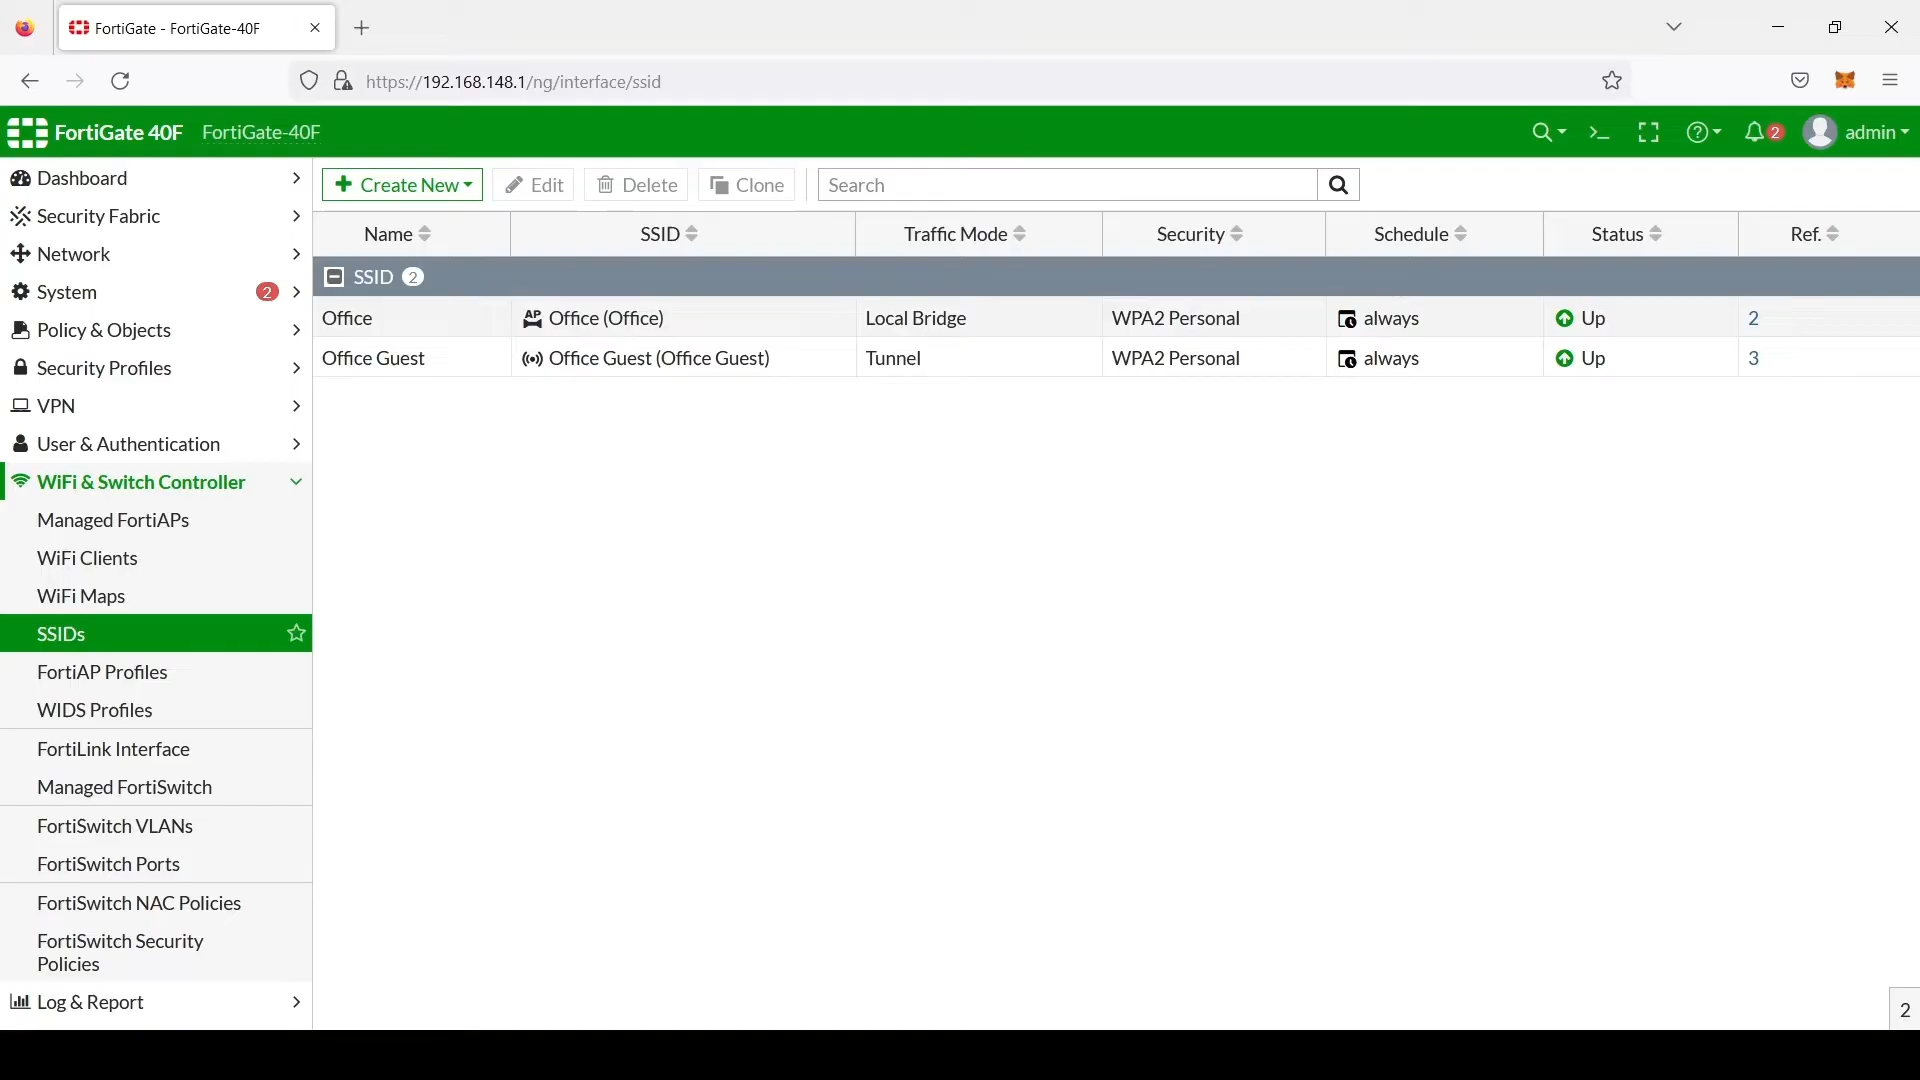 FortiGate - FortiGate-40F
https://192.168.148.1/ng/interface/ssid
FortiGate 40F FortiGate-40F
2 admin
Dashboard
Security Fabric
Network
System 2
Policy & Objects
Security Profiles
VPN
User & Authentication
WiFi & Switch Controller
Managed FortiAPs
WiFi Clients
WiFi Maps
SSIDs
FortiAP Profiles
WIDS Profiles
FortiLink Interface
Managed FortiSwitch
FortiSwitch VLANs
FortiSwitch Ports
FortiSwitch NAC Policies
FortiSwitch Security
Policies
Log & Report
Create New Edit Delete Clone Search
Name SSID Traffic Mode Security Schedule Status Ref.
SSID 2
Office AP Office (Office) Local Bridge WPA2 Personal always Up 2
Office Guest Office Guest (Office Guest) Tunnel WPA2 Personal always Up 3
2